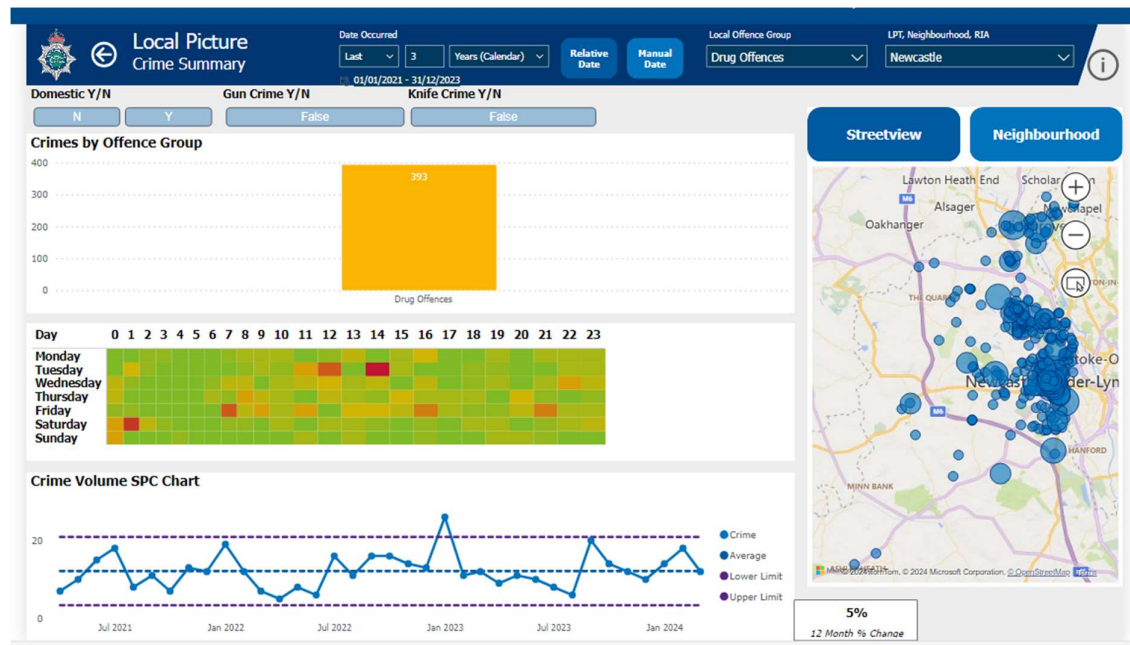 Local Picture
Crime Summary
Date Occurred
Last 3 Years (Calendar)
01/01/2021 - 31/12/2023
Relative Date
Manual Date
Local Offence Group
Drug Offences
LPT, Neighbourhood, RIA
Newcastle
Domestic Y/N Gun Crime Y/N Knife Crime Y/N
N Y False False
Crimes by Offence Group
400
300
200
100
0
393
Drug Offences
Day 0 1 2 3 4 5 6 7 8 9 10 11 12 13 14 15 16 17 18 19 20 21 22 23
Monday
Tuesday
Wednesday
Thursday
Friday
Saturday
Sunday
Crime Volume SPC Chart
20
0
Jul 2021 Jan 2022 Jul 2022 Jan 2023 Jul 2023 Jan 2024
Crime
Average
Lower Limit
Upper Limit
Streetview Neighbourhood
Lawton Heath End
M6
Alsager
Oakhanger
THE QUAR
M6
HANFORD
MINN BANK
© 2024 Microsoft Corporation, © OpenStreetMap Terms
5%
12 Month % Change